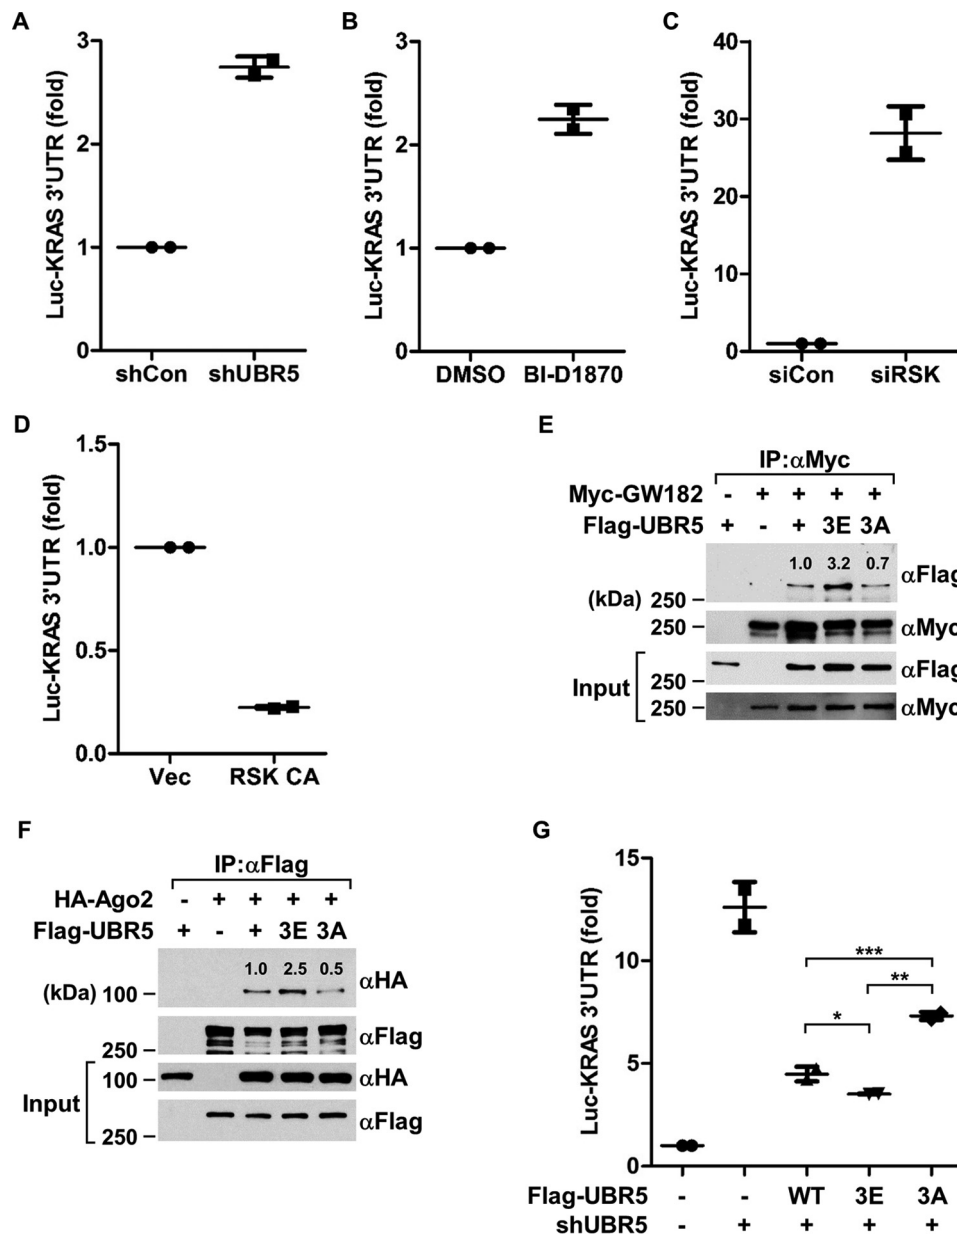 A
Luc-KRAS 3'UTR (fold)
3
2
1
0
shCon shUBR5
B
Luc-KRAS 3'UTR (fold)
3
2
1
0
DMSO BI-D1870
C
Luc-KRAS 3'UTR (fold)
40
30
20
10
0
siCon siRSK
D
Luc-KRAS 3'UTR (fold)
1.5
1.0
0.5
0.0
Vec RSK CA
E
IP:αMyc
Myc-GW182 - + + + +
Flag-UBR5 + - + 3E 3A
1.0 3.2 0.7
αFlag
(kDa) 250
250 αMyc
Input
250 αFlag
250 αMyc
F
IP:αFlag
HA-Ago2 - + + + +
Flag-UBR5 + - + 3E 3A
1.0 2.5 0.5
(kDa) 100 αHA
250 αFlag
Input
100 αHA
250 αFlag
G
Luc-KRAS 3'UTR (fold)
15
10
5
0
***
**
*
Flag-UBR5 - - WT 3E 3A
shUBR5 - + + + +